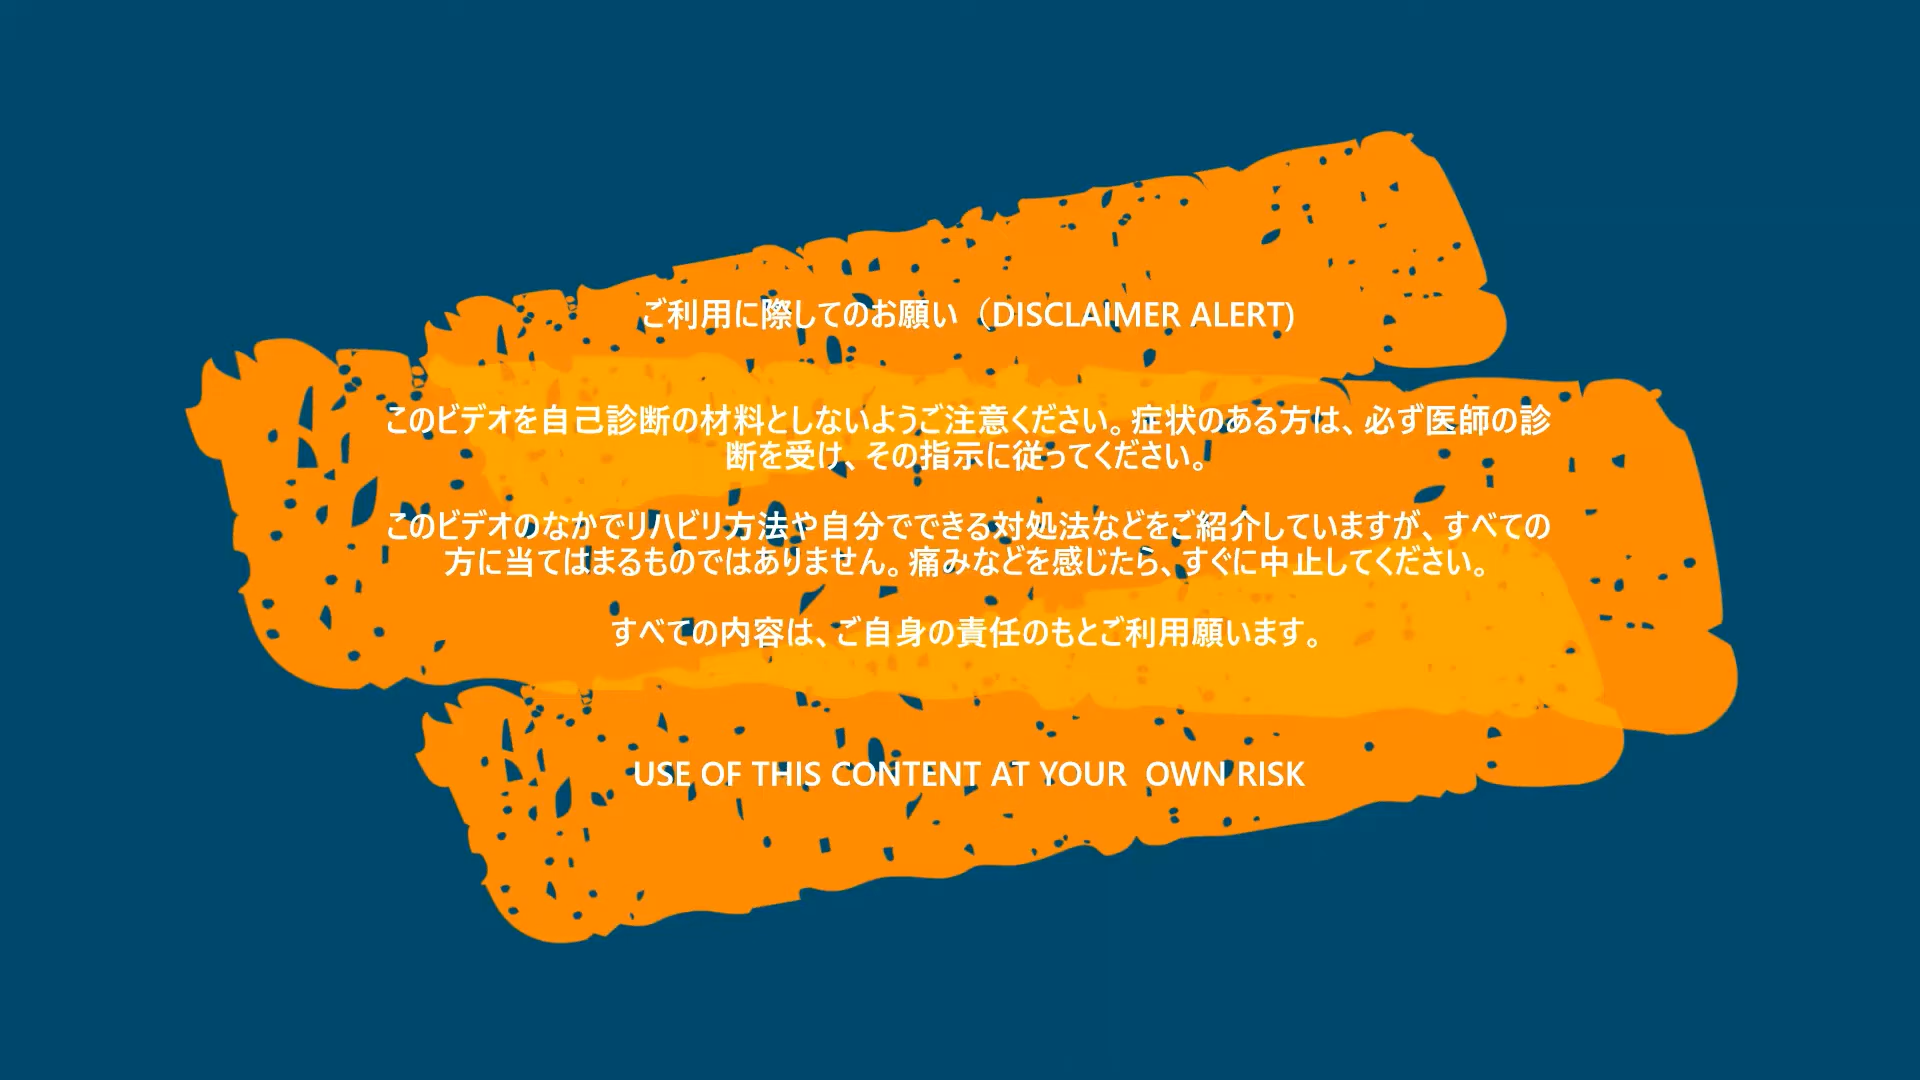 ご利用に際してのお願い（DISCLAIMER ALERT)
このビデオを自己診断の材料としないようご注意ください。症状のある方は、必ず医師の診
断を受け、その指示に従ってください。
このビデオのなかでリハビリ方法や自分でできる対処法などをご紹介していますが、すべての
方に当てはまるものではありません。痛みなどを感じたら、すぐに中止してください。
すべての内容は、ご自身の責任のもとご利用願います。
USE OF THIS CONTENT AT YOUR  OWN RISK